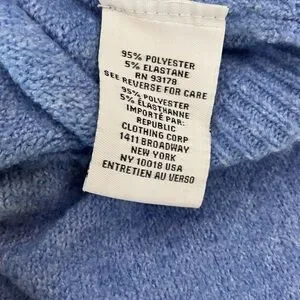 95% POLYESTER
5% ELASTANE
RN 93178
SEE REVERSE FOR CARE
95% POLYESTER
5% ÉLASTHANNE
IMPORTÉ PAR:
REPUBLIC
CLOTHING CORP
1411 BROADWAY
NEW YORK
NY 10018 USA
ENTRETIEN AU VERSO